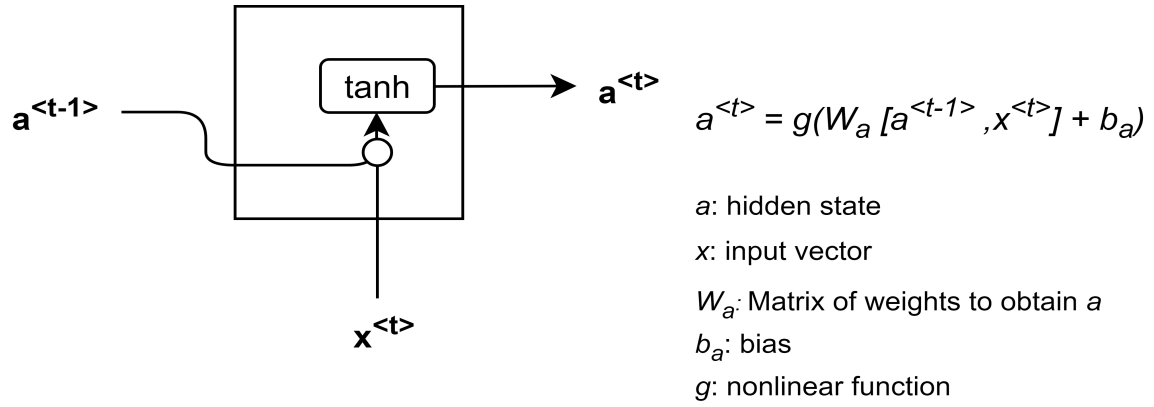 tanh
a<t>
a<t-1>
x<t>
a<t> = g(Wa [a<t-1> ,x<t>] + ba)
a: hidden state
x: input vector
Wa: Matrix of weights to obtain a
ba: bias
g: nonlinear function